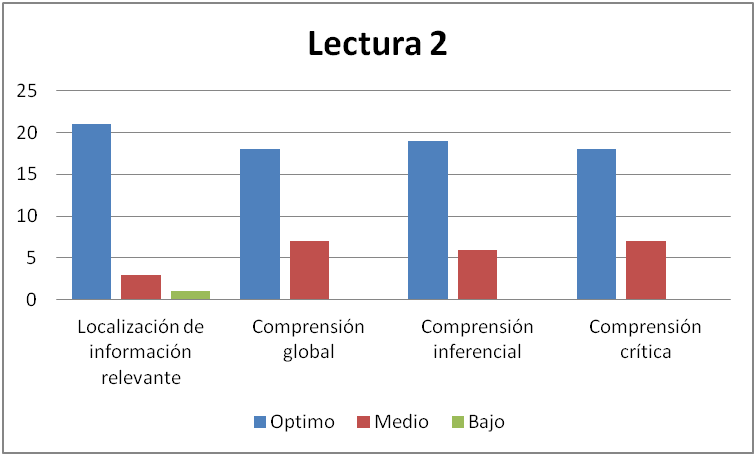 Lectura 2
25
20
15
10
5
0
Localización de
información
relevante
Comprensión
global
Comprensión
inferencial
Comprensión
crítica
Optimo
Medio
Bajo